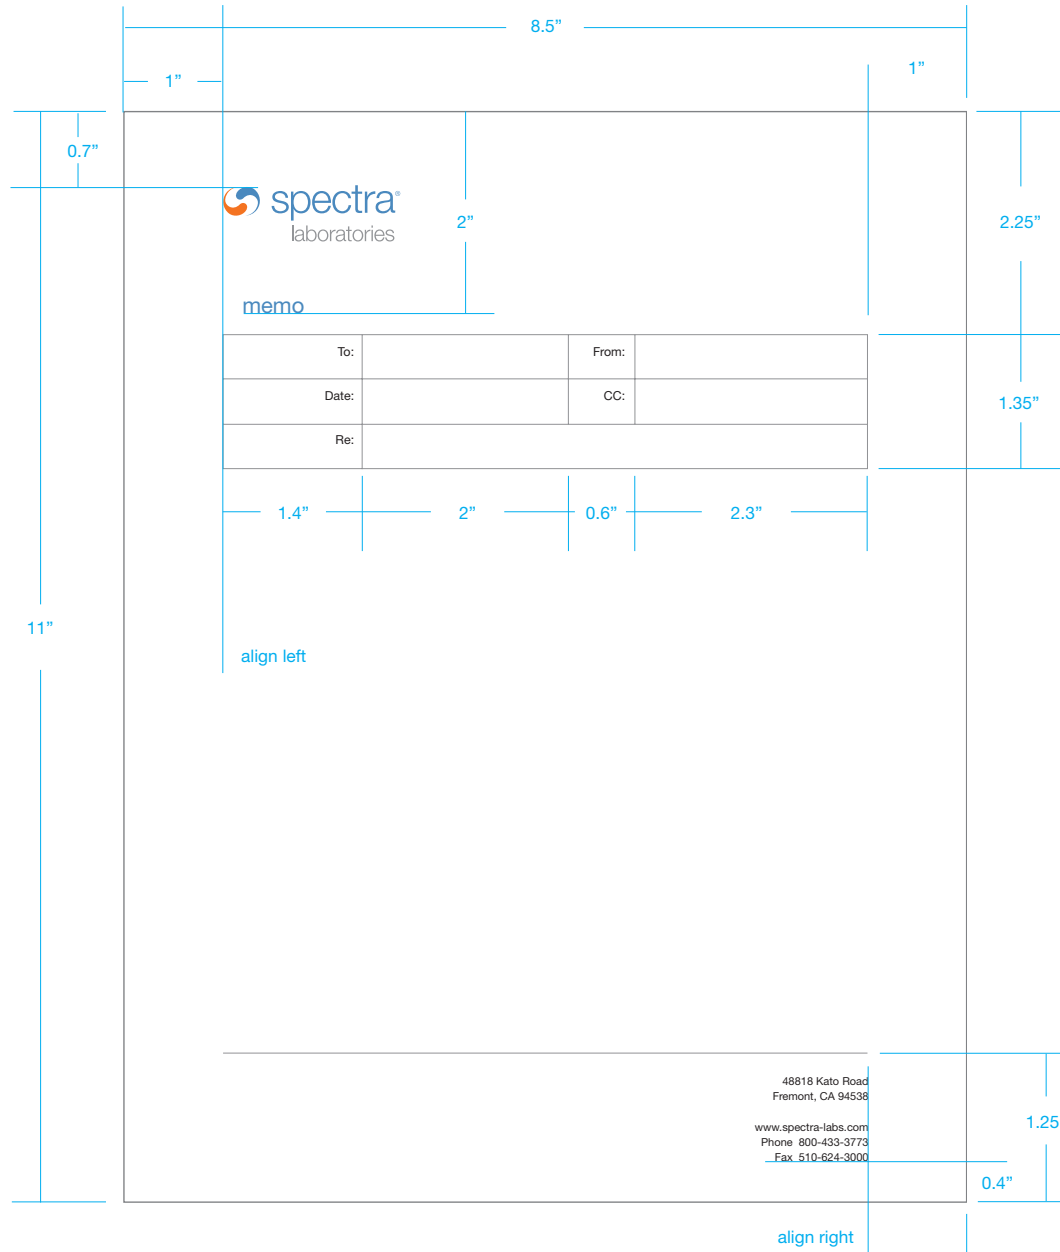 8.5”
1”
1”
0.7”
spectra®
laboratories
2”
2.25”
memo
To:
From:
Date:
CC:
1.35”
Re:
1.4”
2”
0.6”
2.3”
11”
align left
48818 Kato Road
Fremont, CA 94538
www.spectra-labs.com
1.25
Phone 800-433-3773
Fax 510-624-3000
0.4”
align right